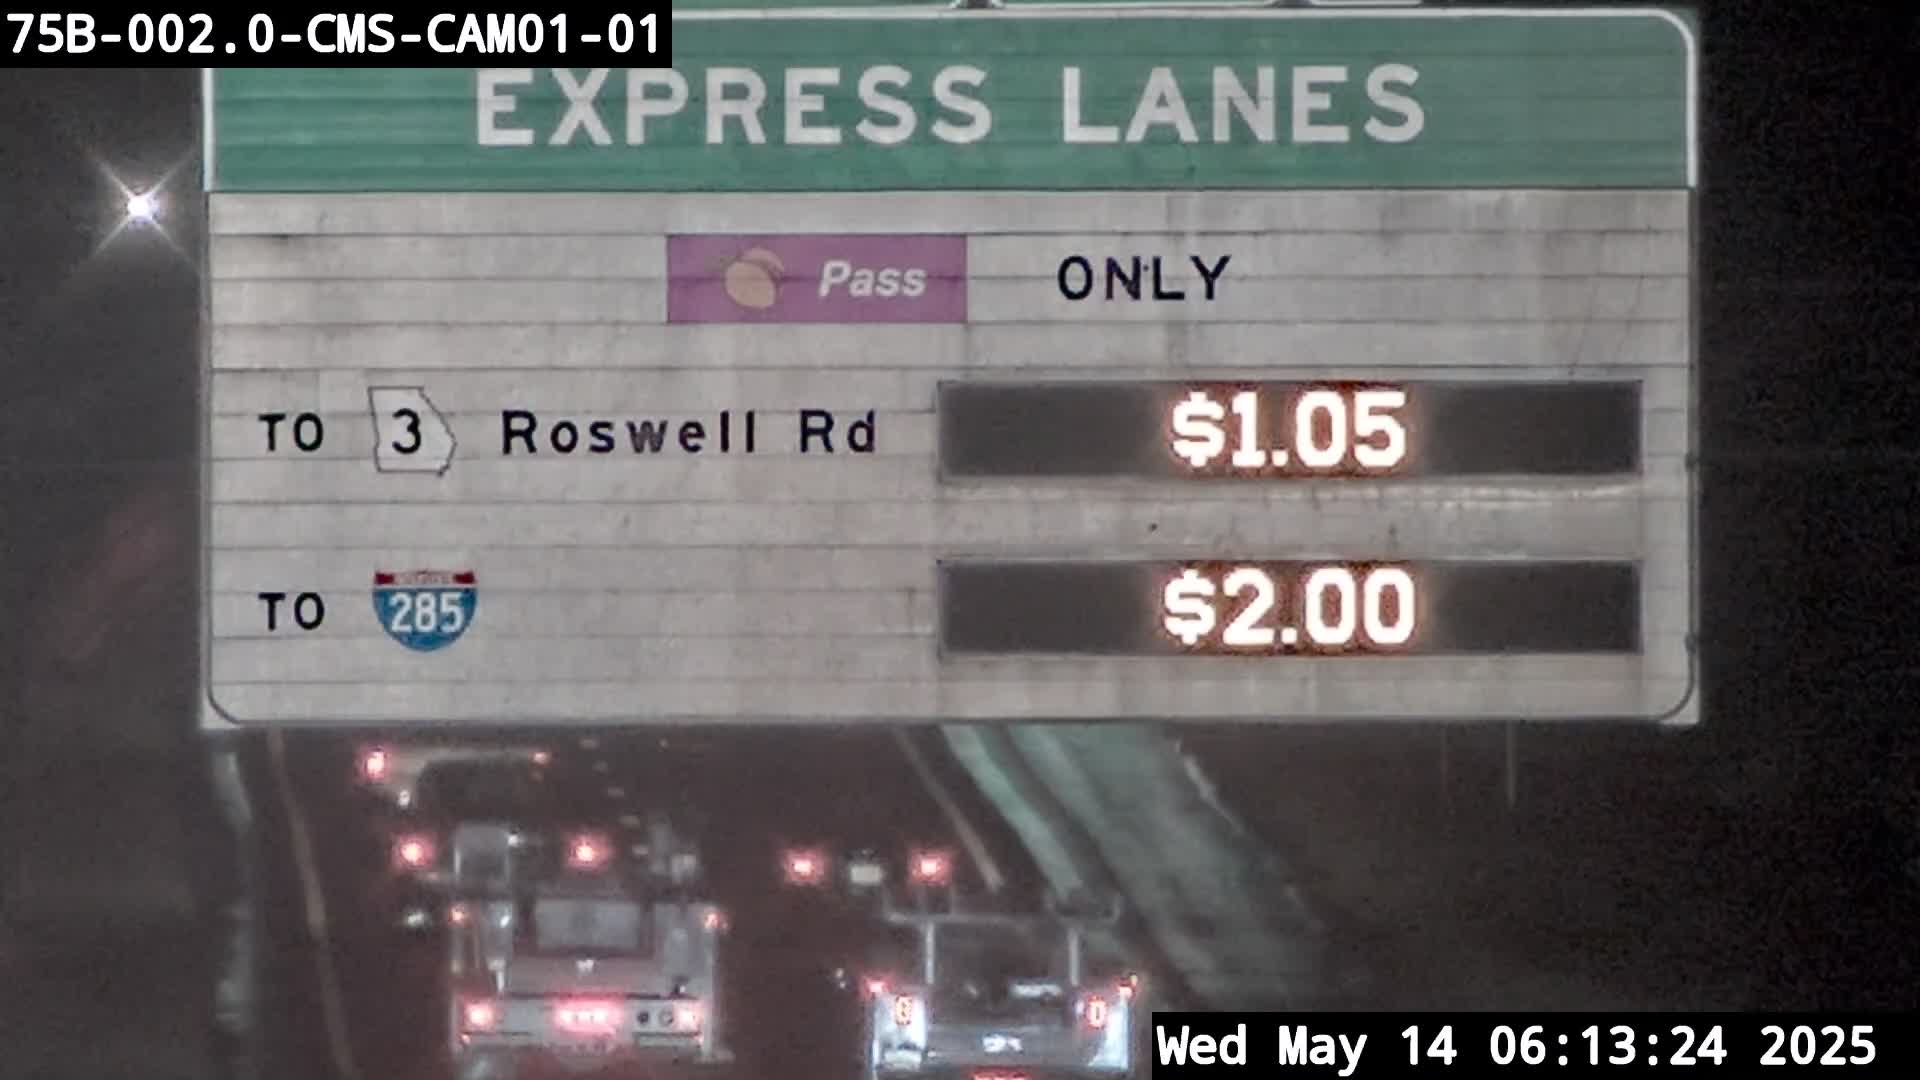 75B-002.0-CMS-CAM01-01
EXPRESS LANES
Pass ONLY
TO 3 Roswell Rd $1.05
TO 285 $2.00
Wed May 14 06:13:24 2025